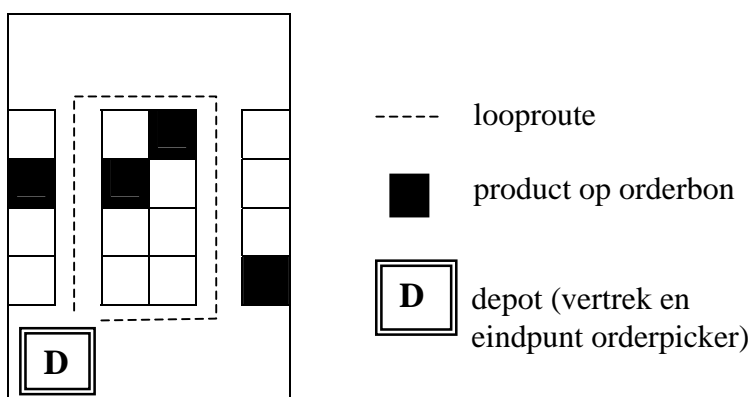 looproute
product op orderbon
D
depot (vertrek en
eindpunt orderpicker)
D